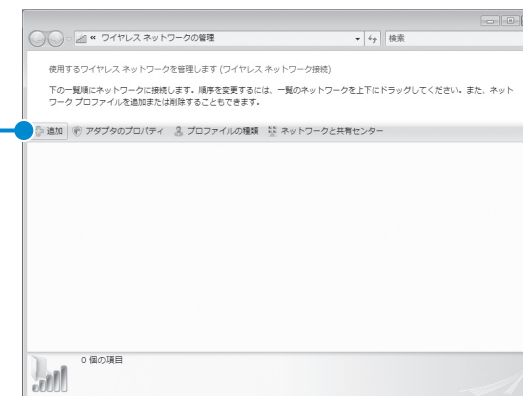 « ワイヤレス ネットワークの管理
検索
使用するワイヤレス ネットワークを管理します (ワイヤレス ネットワーク接続)
下の一覧順にネットワークに接続します。順序を変更するには、一覧のネットワークを上下にドラッグしてください。また、ネット
ワーク プロファイルを追加または削除することもできます。
追加 アダプタのプロパティ プロファイルの種類 ネットワークと共有センター
0 個の項目